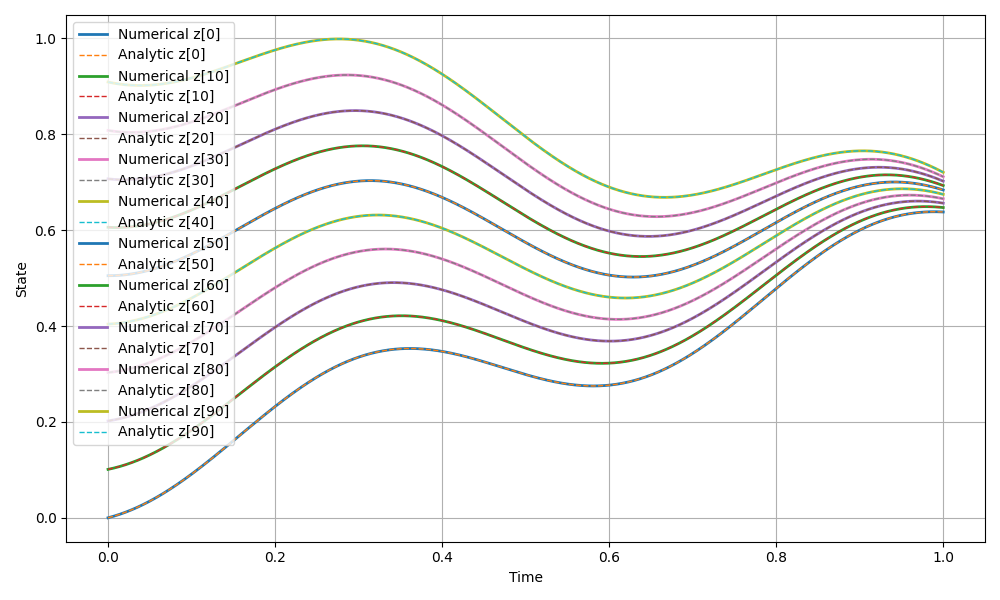 Numerical z[0]
Analytic z[0]
Numerical z[10]
Analytic z[10]
Numerical z[20]
Analytic z[20]
Numerical z[30]
Analytic z[30]
Numerical z[40]
Analytic z[40]
Numerical z[50]
Analytic z[50]
Numerical z[60]
Analytic z[60]
Numerical z[70]
Analytic z[70]
Numerical z[80]
Analytic z[80]
Numerical z[90]
Analytic z[90]
1.0
0.8
0.6
0.4
0.2
0.0
State
0.0 0.2 0.4 0.6 0.8 1.0
Time